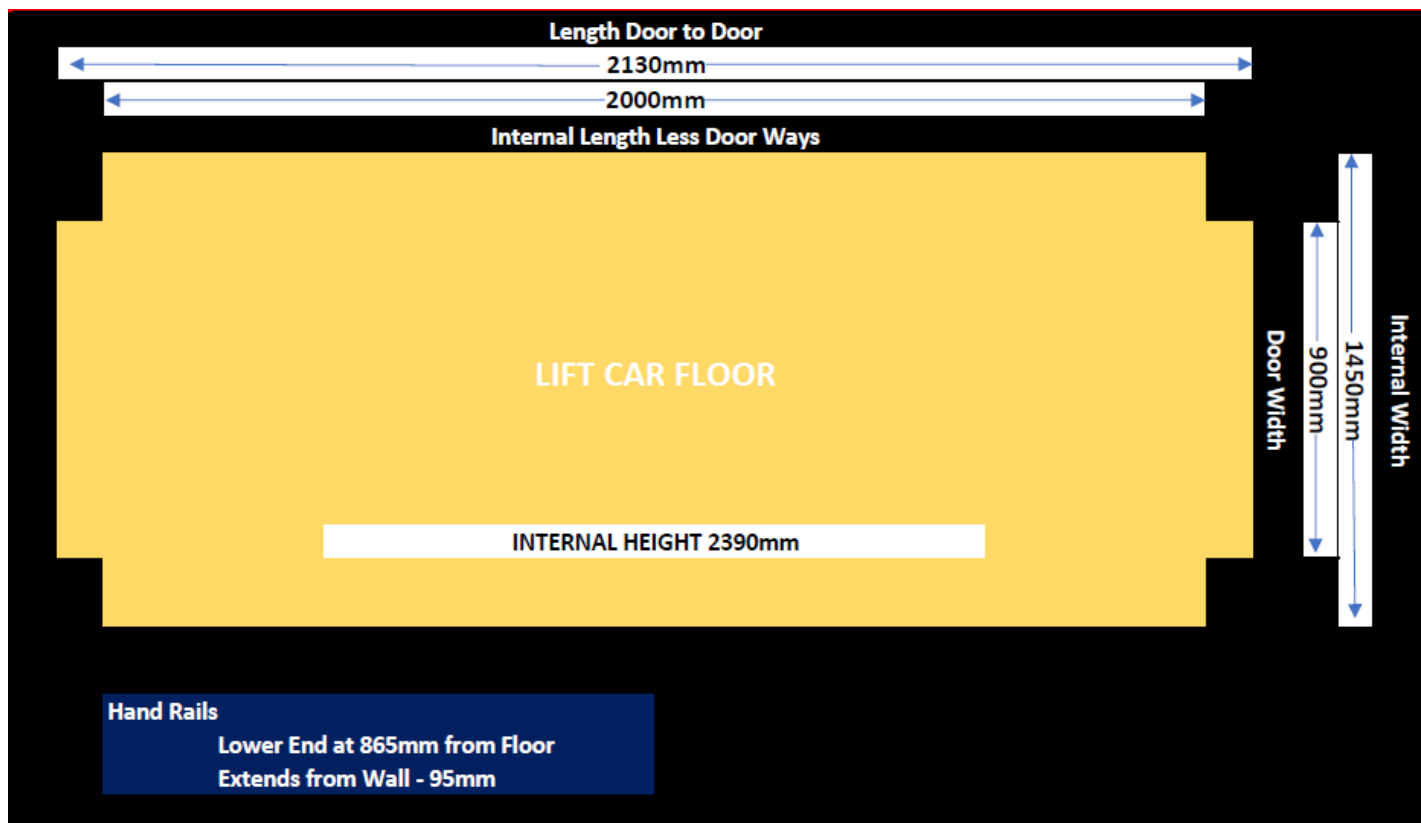 Length Door to Door
2130mm
2000mm
Internal Length Less Door Ways
LIFT CAR FLOOR
INTERNAL HEIGHT 2390mm
Door Width
900mm
1450mm
Internal Width
Hand Rails
Lower End at 865mm from Floor
Extends from Wall - 95mm